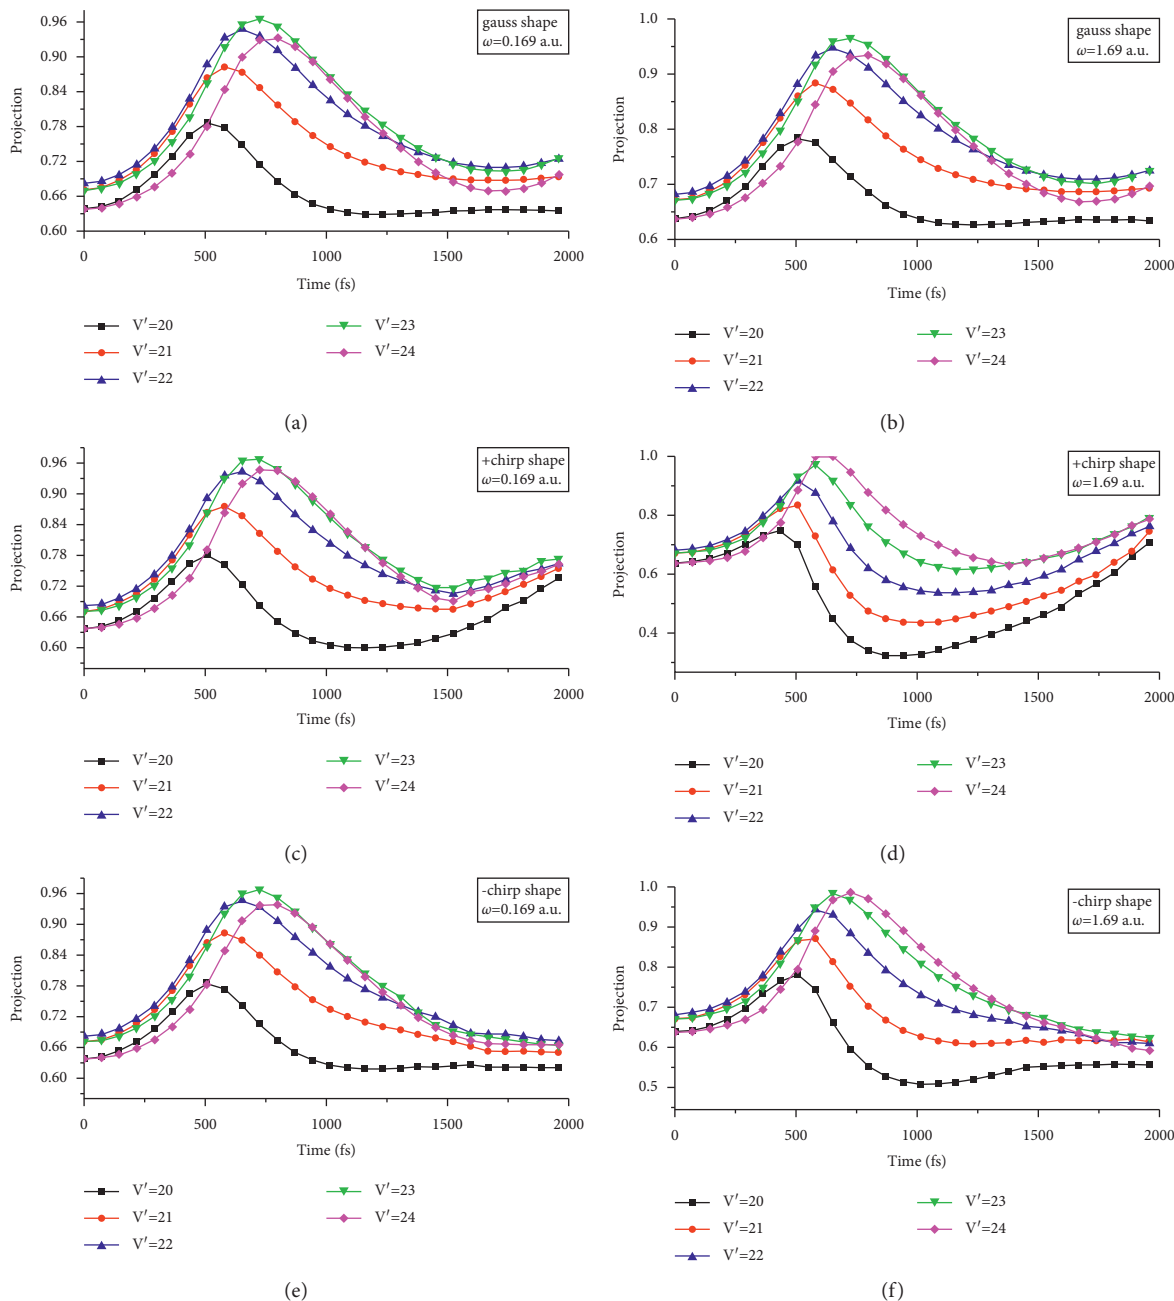 gauss shape
ω=0.169 a.u.
0.96
0.90
0.84
0.78
0.72
0.66
0.60
Projection
0
500
1000
1500
2000
Time (fs)
V′=20
V′=21
V′=22
V′=23
V′=24
(a)
gauss shape
ω=1.69 a.u.
1.0
0.9
0.8
0.7
0.6
Projection
0
500
1000
1500
2000
Time (fs)
V′=20
V′=21
V′=22
V′=23
V′=24
(b)
+chirp shape
ω=0.169 a.u.
0.96
0.90
0.84
0.78
0.72
0.66
0.60
Projection
0
500
1000
1500
2000
Time (fs)
V′=20
V′=21
V′=22
V′=23
V′=24
(c)
+chirp shape
ω=1.69 a.u.
1.0
0.8
0.6
0.4
Projection
0
500
1000
1500
2000
Time (fs)
V′=20
V′=21
V′=22
V′=23
V′=24
(d)
-chirp shape
ω=0.169 a.u.
0.96
0.90
0.84
0.78
0.72
0.66
0.60
Projection
0
500
1000
1500
2000
Time (fs)
V′=20
V′=21
V′=22
V′=23
V′=24
(e)
-chirp shape
ω=1.69 a.u.
1.0
0.9
0.8
0.7
0.6
0.5
Projection
0
500
1000
1500
2000
Time (fs)
V′=20
V′=21
V′=22
V′=23
V′=24
(f)